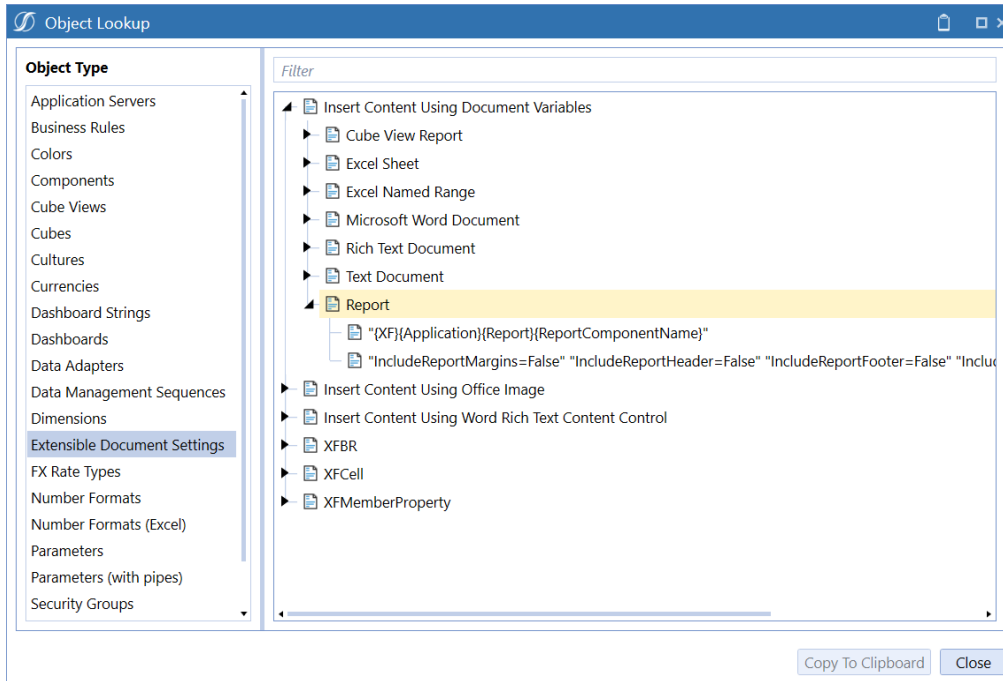 Object Lookup
Object Type
Application Servers
Business Rules
Colors
Components
Cube Views
Cubes
Cultures
Currencies
Dashboard Strings
Dashboards
Data Adapters
Data Management Sequences
Dimensions
Extensible Document Settings
FX Rate Types
Number Formats
Number Formats (Excel)
Parameters
Parameters (with pipes)
Security Groups
Filter
Insert Content Using Document Variables
Cube View Report
Excel Sheet
Excel Named Range
Microsoft Word Document
Rich Text Document
Text Document
Report
"{XF}{Application}{Report}{ReportComponentName}"
"IncludeReportMargins=False" "IncludeReportHeader=False" "IncludeReportFooter=False" "Includ
Insert Content Using Office Image
Insert Content Using Word Rich Text Content Control
XFBR
XFCell
XFMemberProperty
Copy To Clipboard
Close